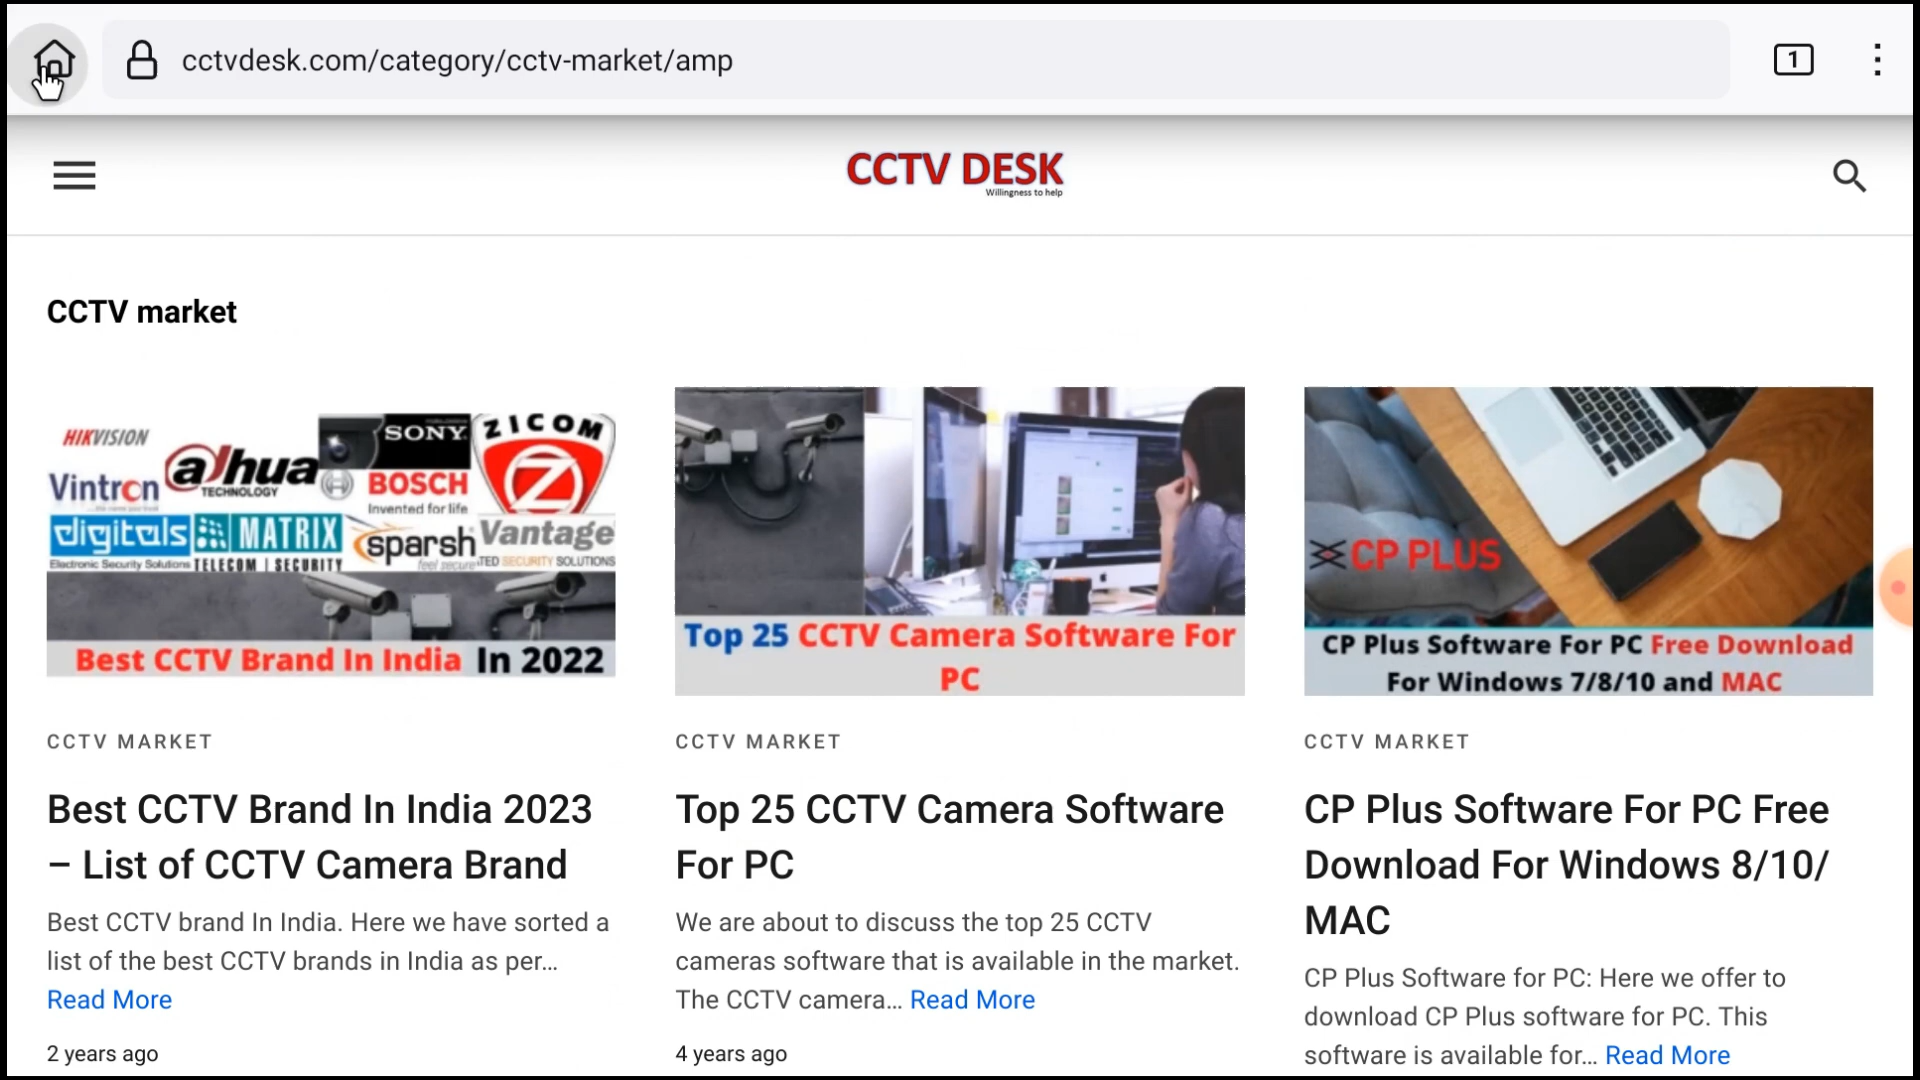 cctvdesk.com/category/cctv-market/amp
1
CCTV DESK
Willingness to help
CCTV market
HIKVISION
alhua
TECHNOLOGY
SONY
ZICOM
Vintron
BOSCH
Invented for life
digitals
Electronic Security Solutions
MATRIX
TELECOM | SECURITY
sparsh
feel secure
Vantage
TED SECURITY SOLUTIONS
Best CCTV Brand In India In 2022
Top 25 CCTV Camera Software For
PC
CP PLUS
CP Plus Software For PC Free Download
For Windows 7/8/10 and MAC
CCTV MARKET
Best CCTV Brand In India 2023
– List of CCTV Camera Brand
Best CCTV brand In India. Here we have sorted a
list of the best CCTV brands in India as per...
Read More
2 years ago
CCTV MARKET
Top 25 CCTV Camera Software
For PC
We are about to discuss the top 25 CCTV
cameras software that is available in the market.
The CCTV camera... Read More
4 years ago
CCTV MARKET
CP Plus Software For PC Free
Download For Windows 8/10/
MAC
CP Plus Software for PC: Here we offer to
download CP Plus software for PC. This
software is available for... Read More